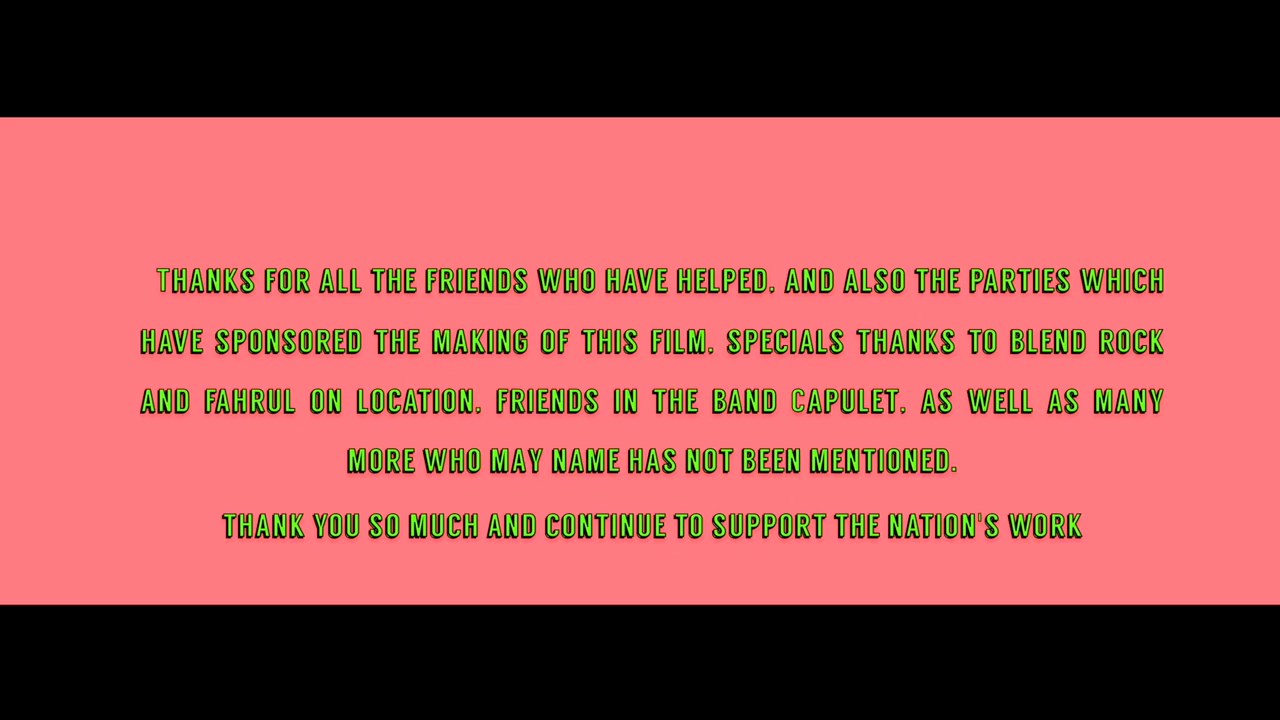 THANKS FOR ALL THE FRIENDS WHO HAVE HELPED. AND ALSO THE PARTIES WHICH
HAVE SPONSORED THE MAKING OF THIS FILM. SPECIALS THANKS TO BLEND ROCK
AND FAHRUL ON LOCATION. FRIENDS IN THE BAND CAPULET. AS WELL AS MANY
MORE WHO MAY NAME HAS NOT BEEN MENTIONED.
THANK YOU SO MUCH AND CONTINUE TO SUPPORT THE NATION'S WORK